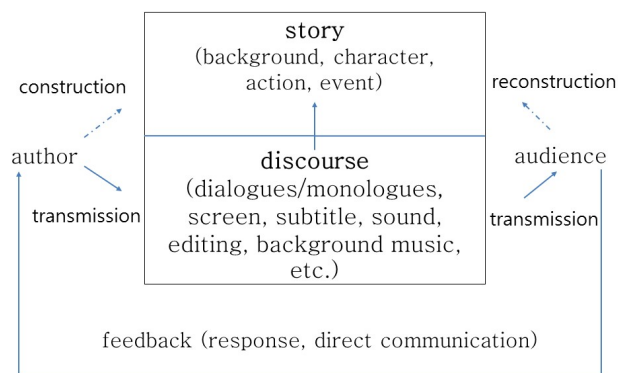 story
(background, character,
action, event)
construction
reconstruction
author
audience
discourse
(dialogues/monologues,
screen, subtitle, sound,
editing, background music,
etc.)
transmission
transmission
feedback (response, direct communication)